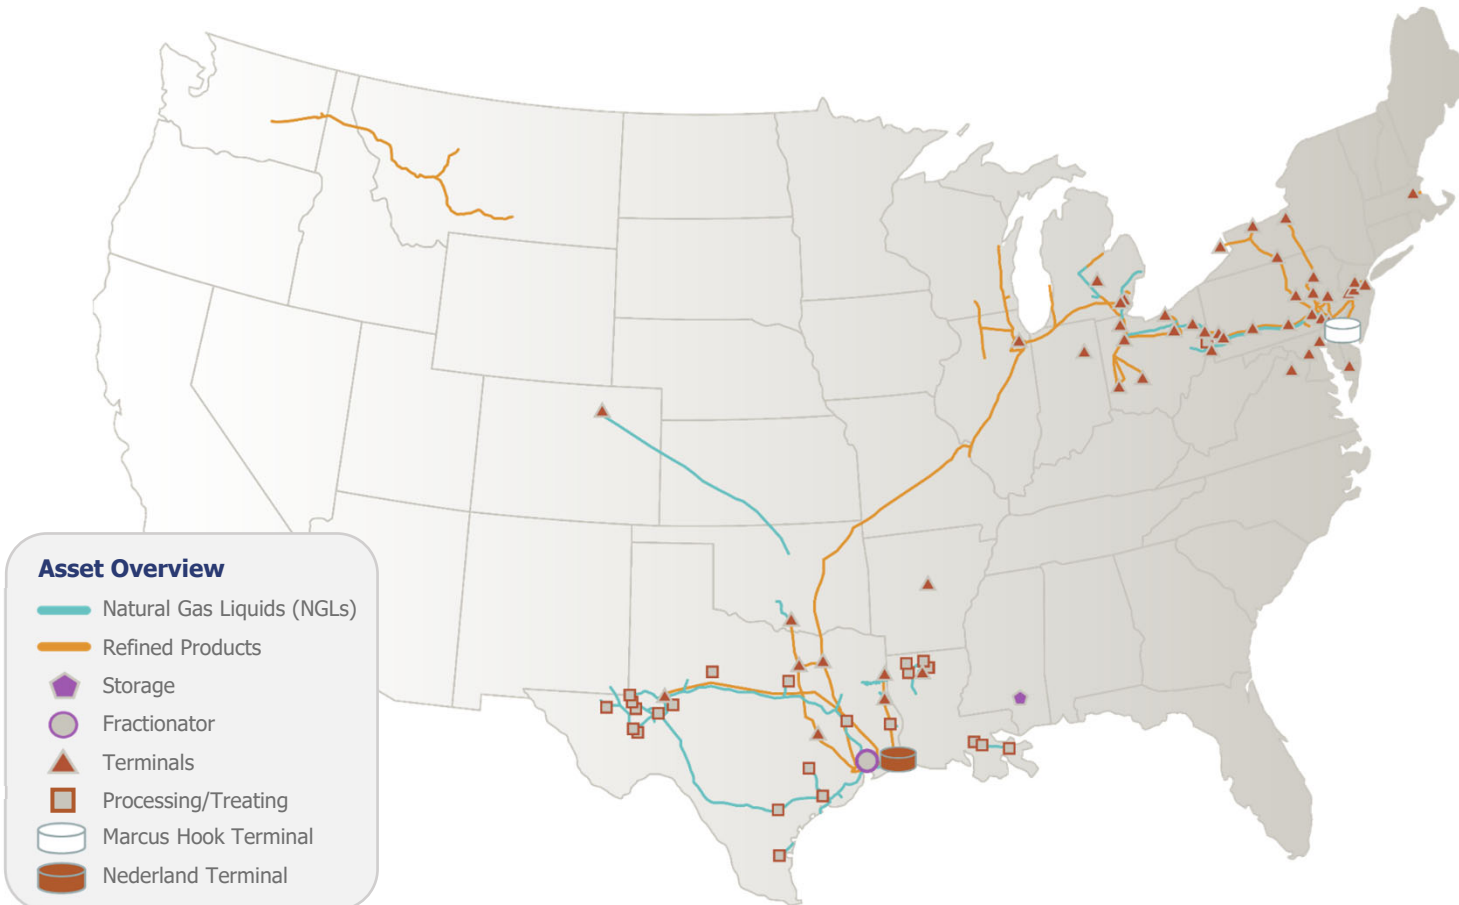 Asset Overview
Natural Gas Liquids (NGLs)
Refined Products
Storage
Fractionator
Terminals
Processing/Treating
Marcus Hook Terminal
Nederland Terminal